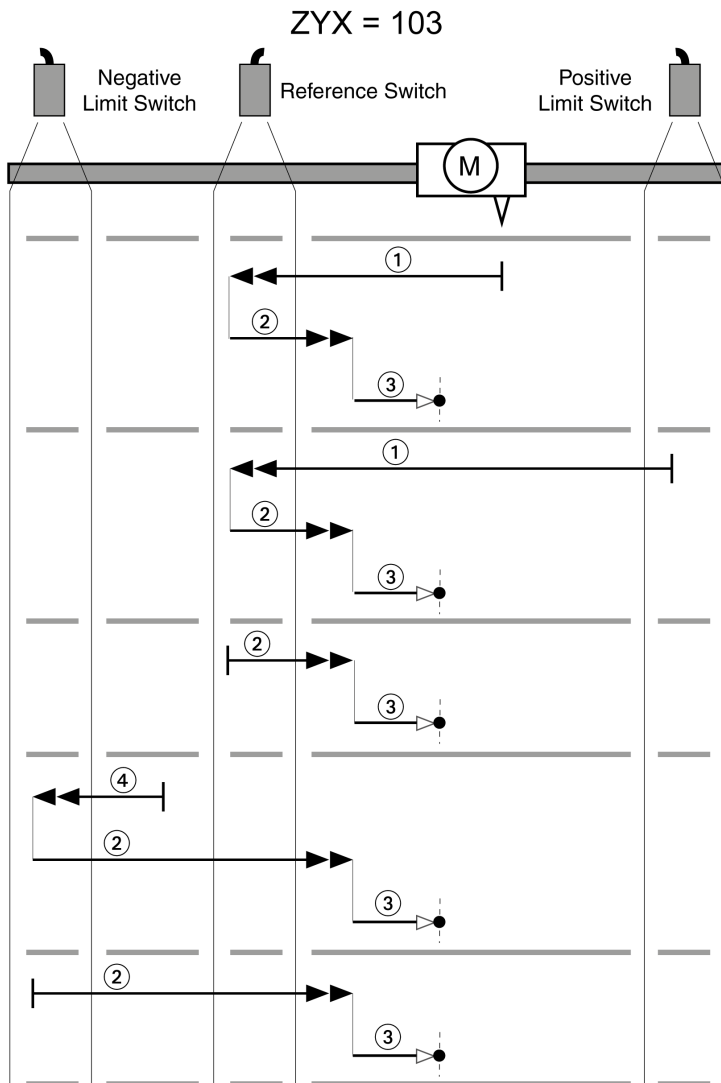 ZYX = 103
Negative
Limit Switch
Reference Switch
Positive
Limit Switch
M
1
2
3
1
2
3
2
3
4
2
3
2
3